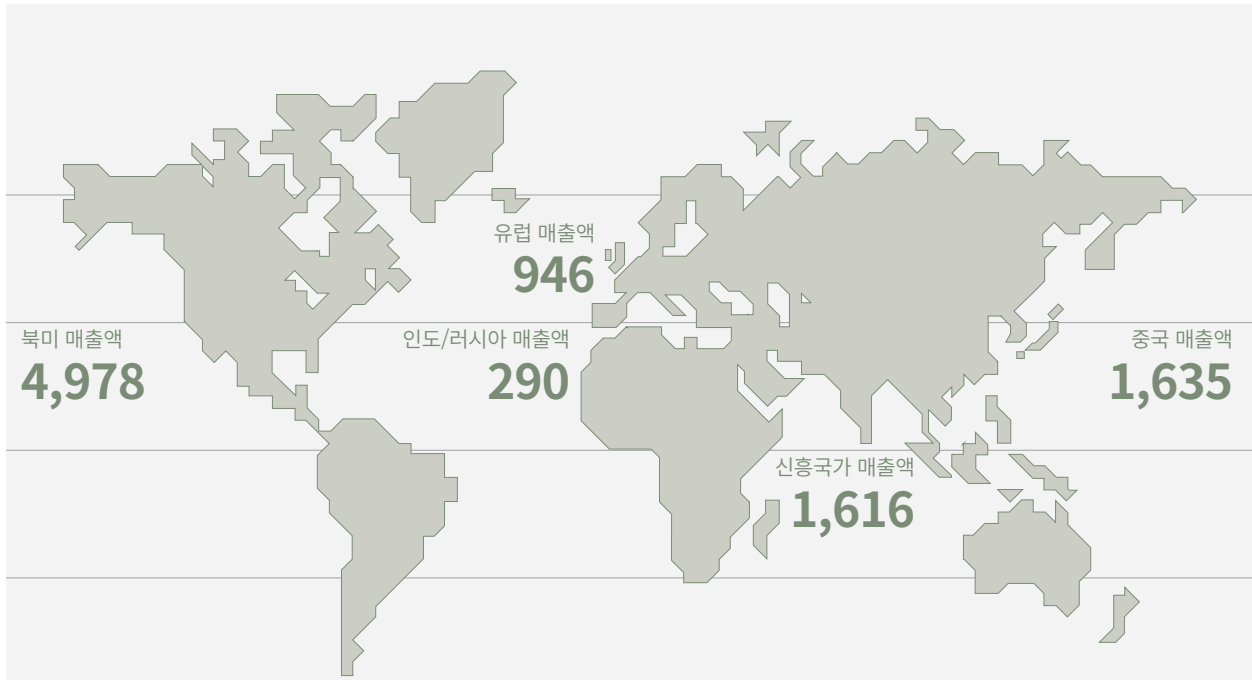 유럽 매출액
946
북미 매출액
4,978
인도/러시아 매출액
290
중국 매출액
1,635
신흥국가 매출액
1,616